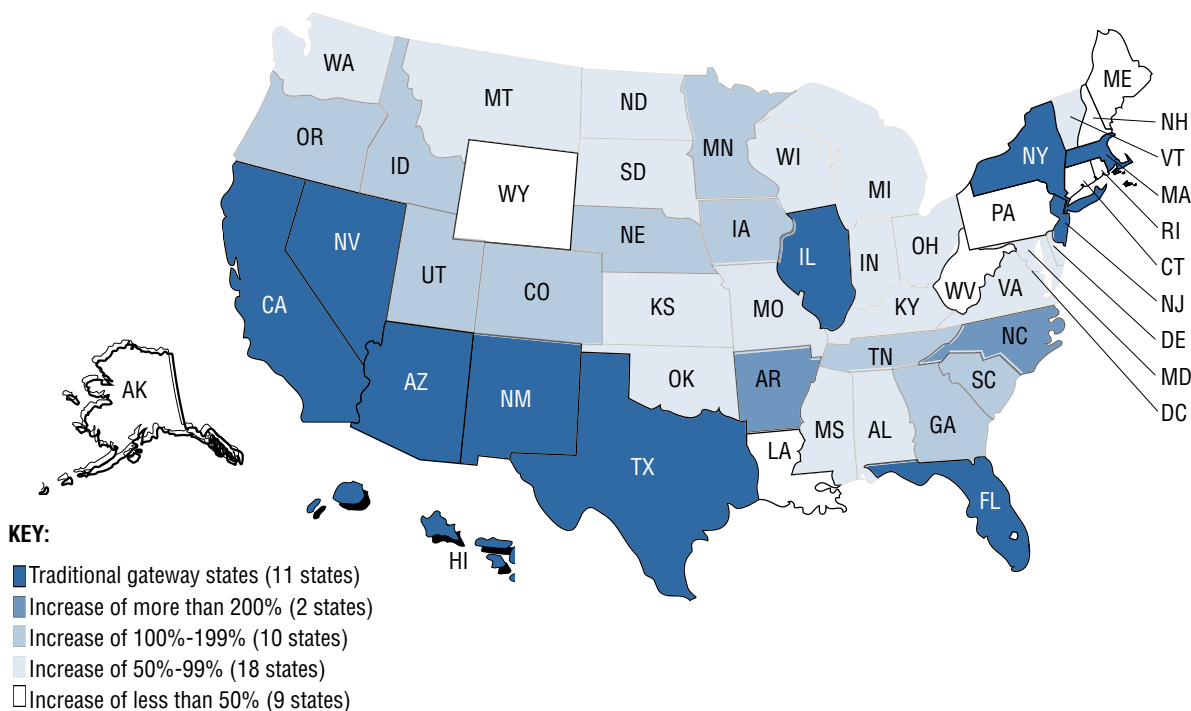 WA
MT
ND
MN
ME
OR
ID
SD
WI
MI
NY
NH
VT
MA
WY
PA
RI
NV
UT
CO
NE
IA
IL
IN
OH
CT
CA
KS
MO
KY
WV
VA
NJ
DE
AK
AZ
NM
OK
AR
TN
NC
SC
MD
DC
TX
LA
MS
AL
GA
FL
HI
KEY:
Traditional gateway states (11 states)
Increase of more than 200% (2 states)
Increase of 100%-199% (10 states)
Increase of 50%-99% (18 states)
Increase of less than 50% (9 states)